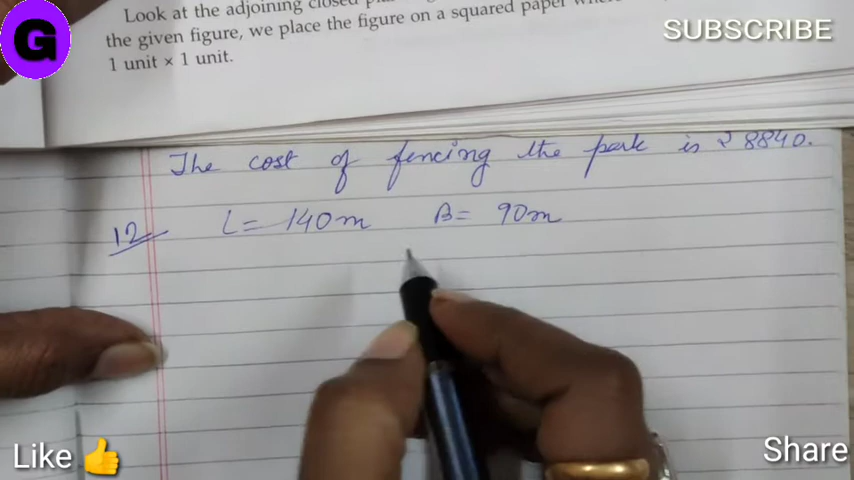 G
Look at the adjoining closed
the given figure, we place the figure on a squared paper
1 unit × 1 unit.
SUBSCRIBE
The cost of fencing the park is ₹ 8840.
12 L = 140m B = 90m
Like 👍
Share